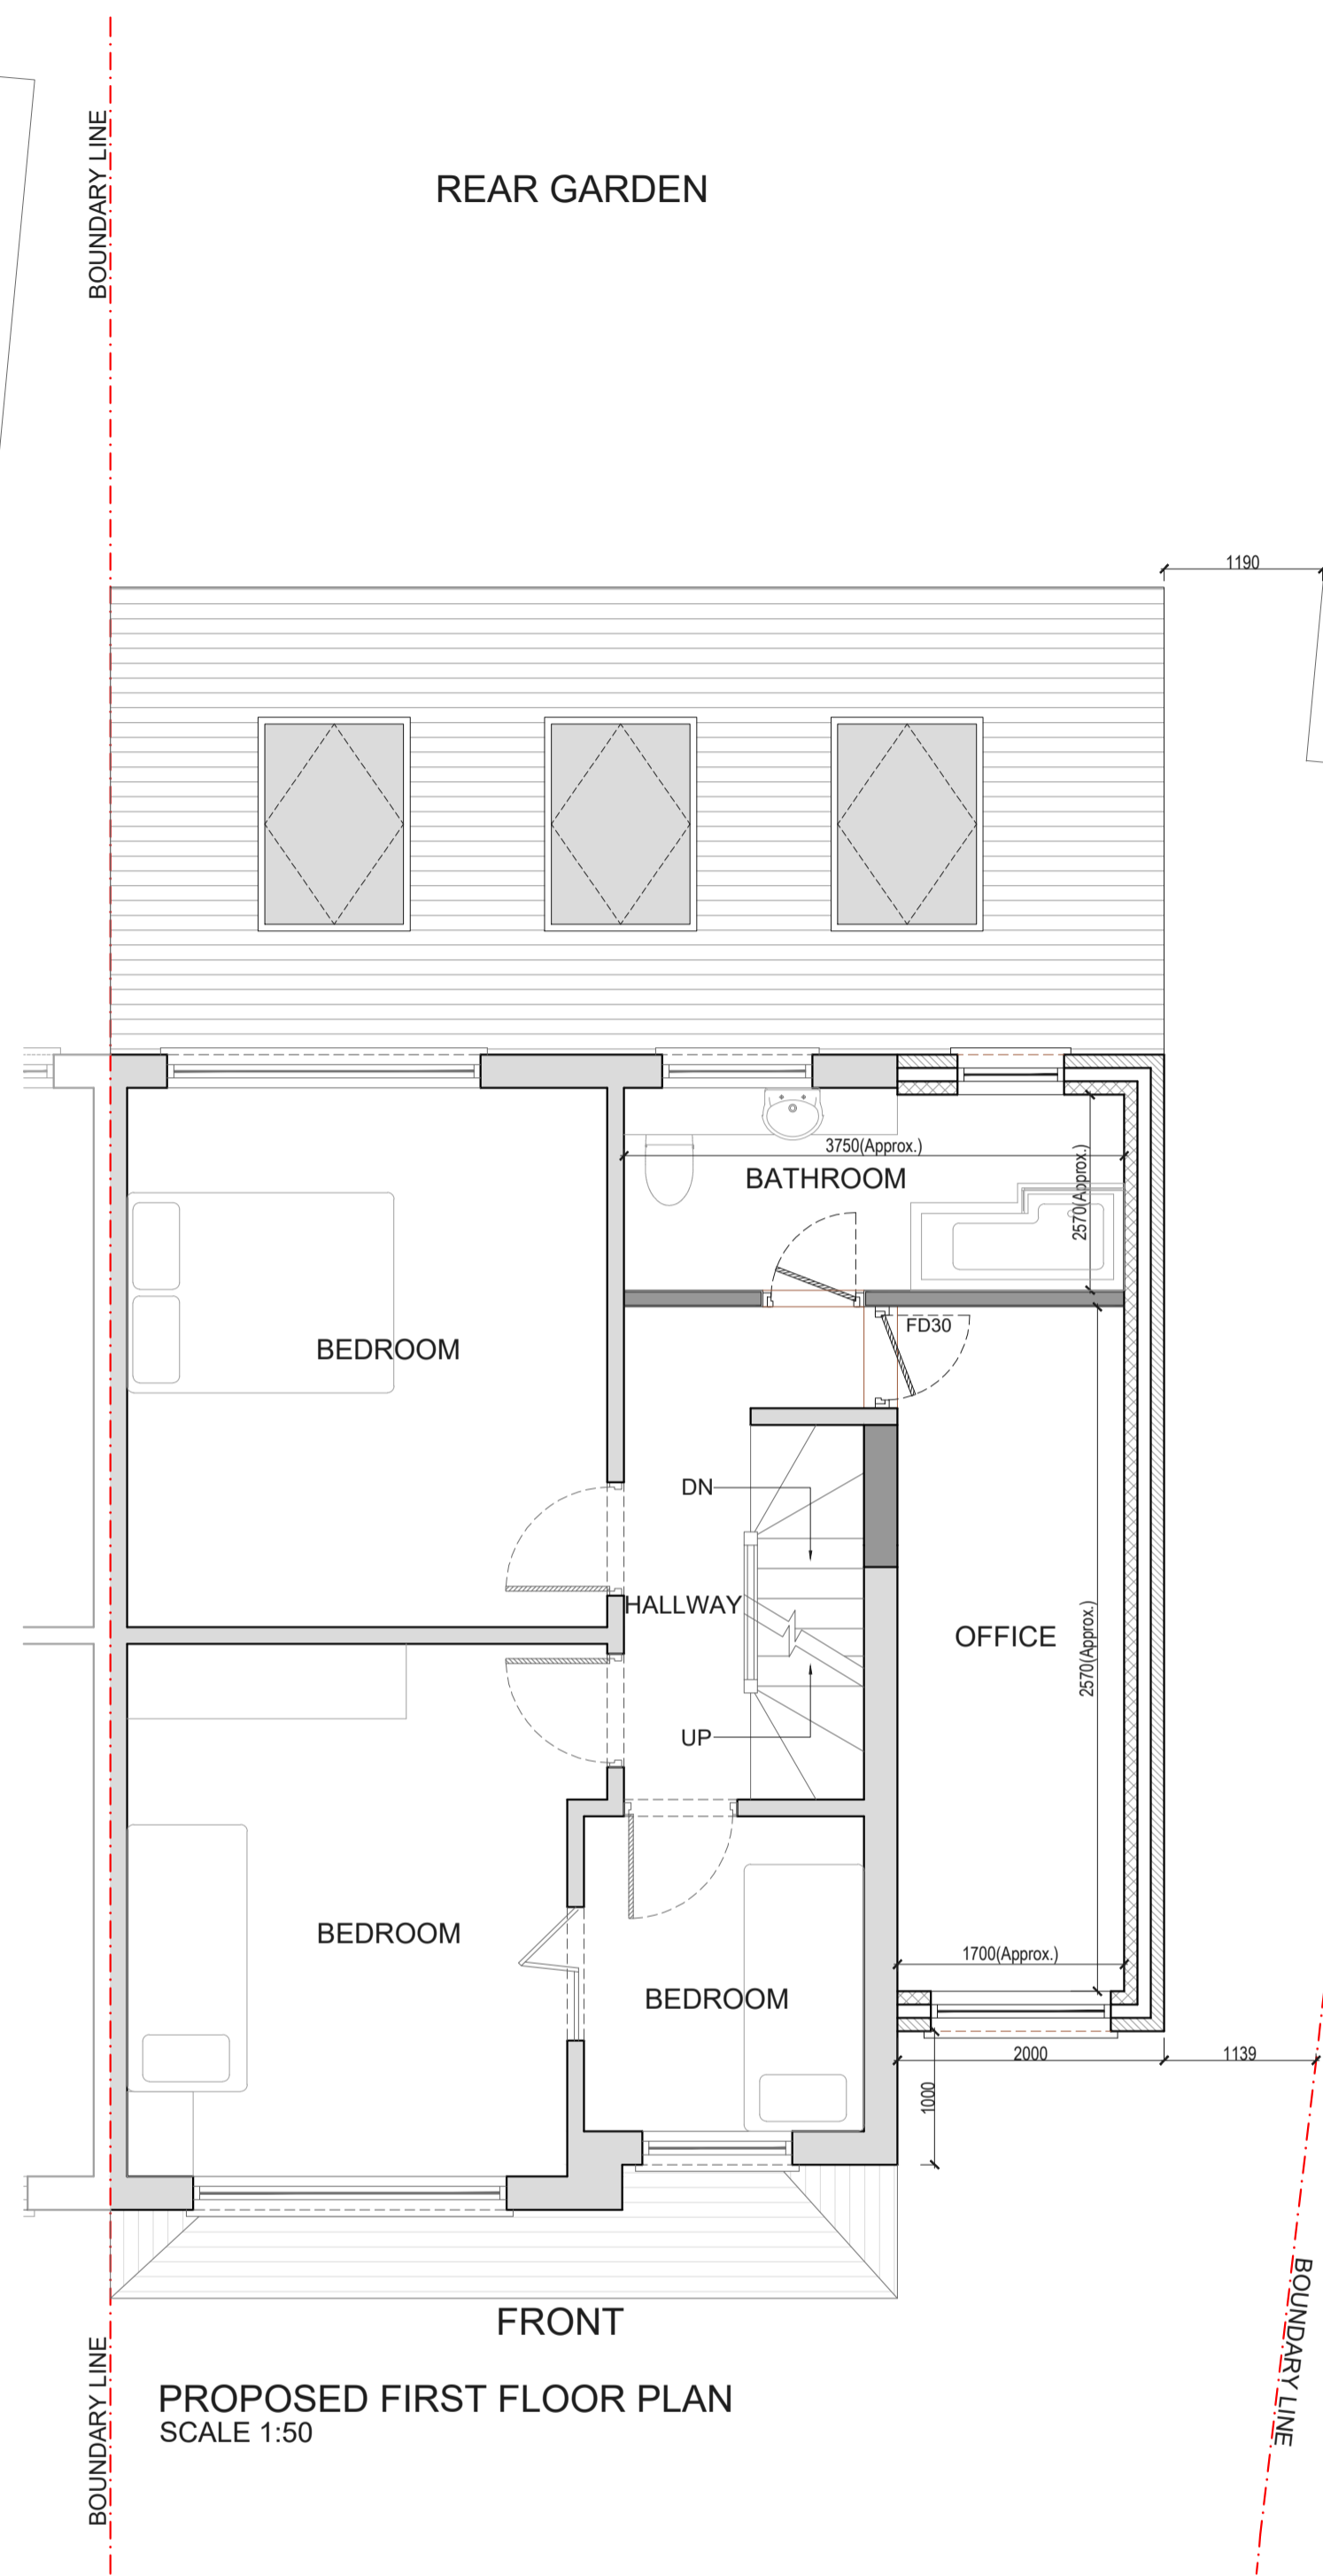 BOUNDARY LINE
REAR GARDEN
1190
3750(Approx.)
BATHROOM
2570(Approx.)
FD30
BEDROOM
DN
HALLWAY
OFFICE
2570(Approx.)
UP
BEDROOM
1700(Approx.)
BEDROOM
2000
1139
1000
FRONT
BOUNDARY LINE
BOUNDARY LINE
PROPOSED FIRST FLOOR PLAN
SCALE 1:50